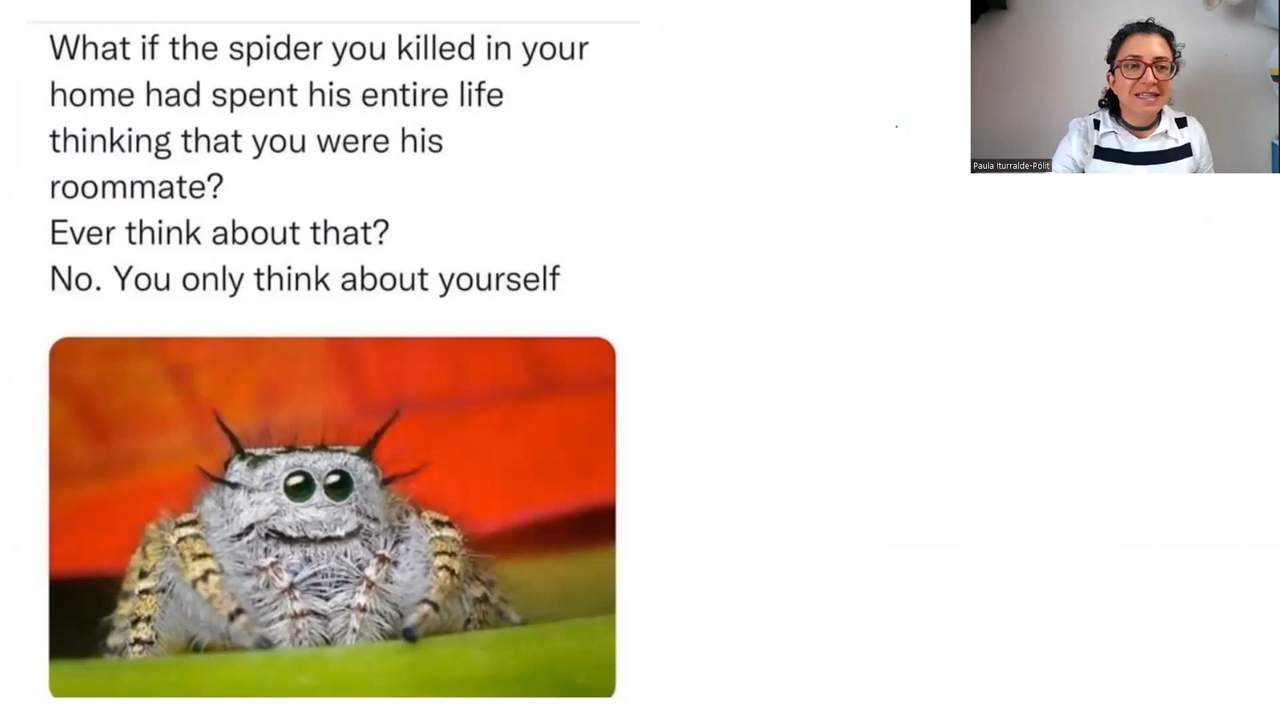 What if the spider you killed in your
home had spent his entire life
thinking that you were his
roommate?
Ever think about that?
No. You only think about yourself
Paula Iturralde-Pólit